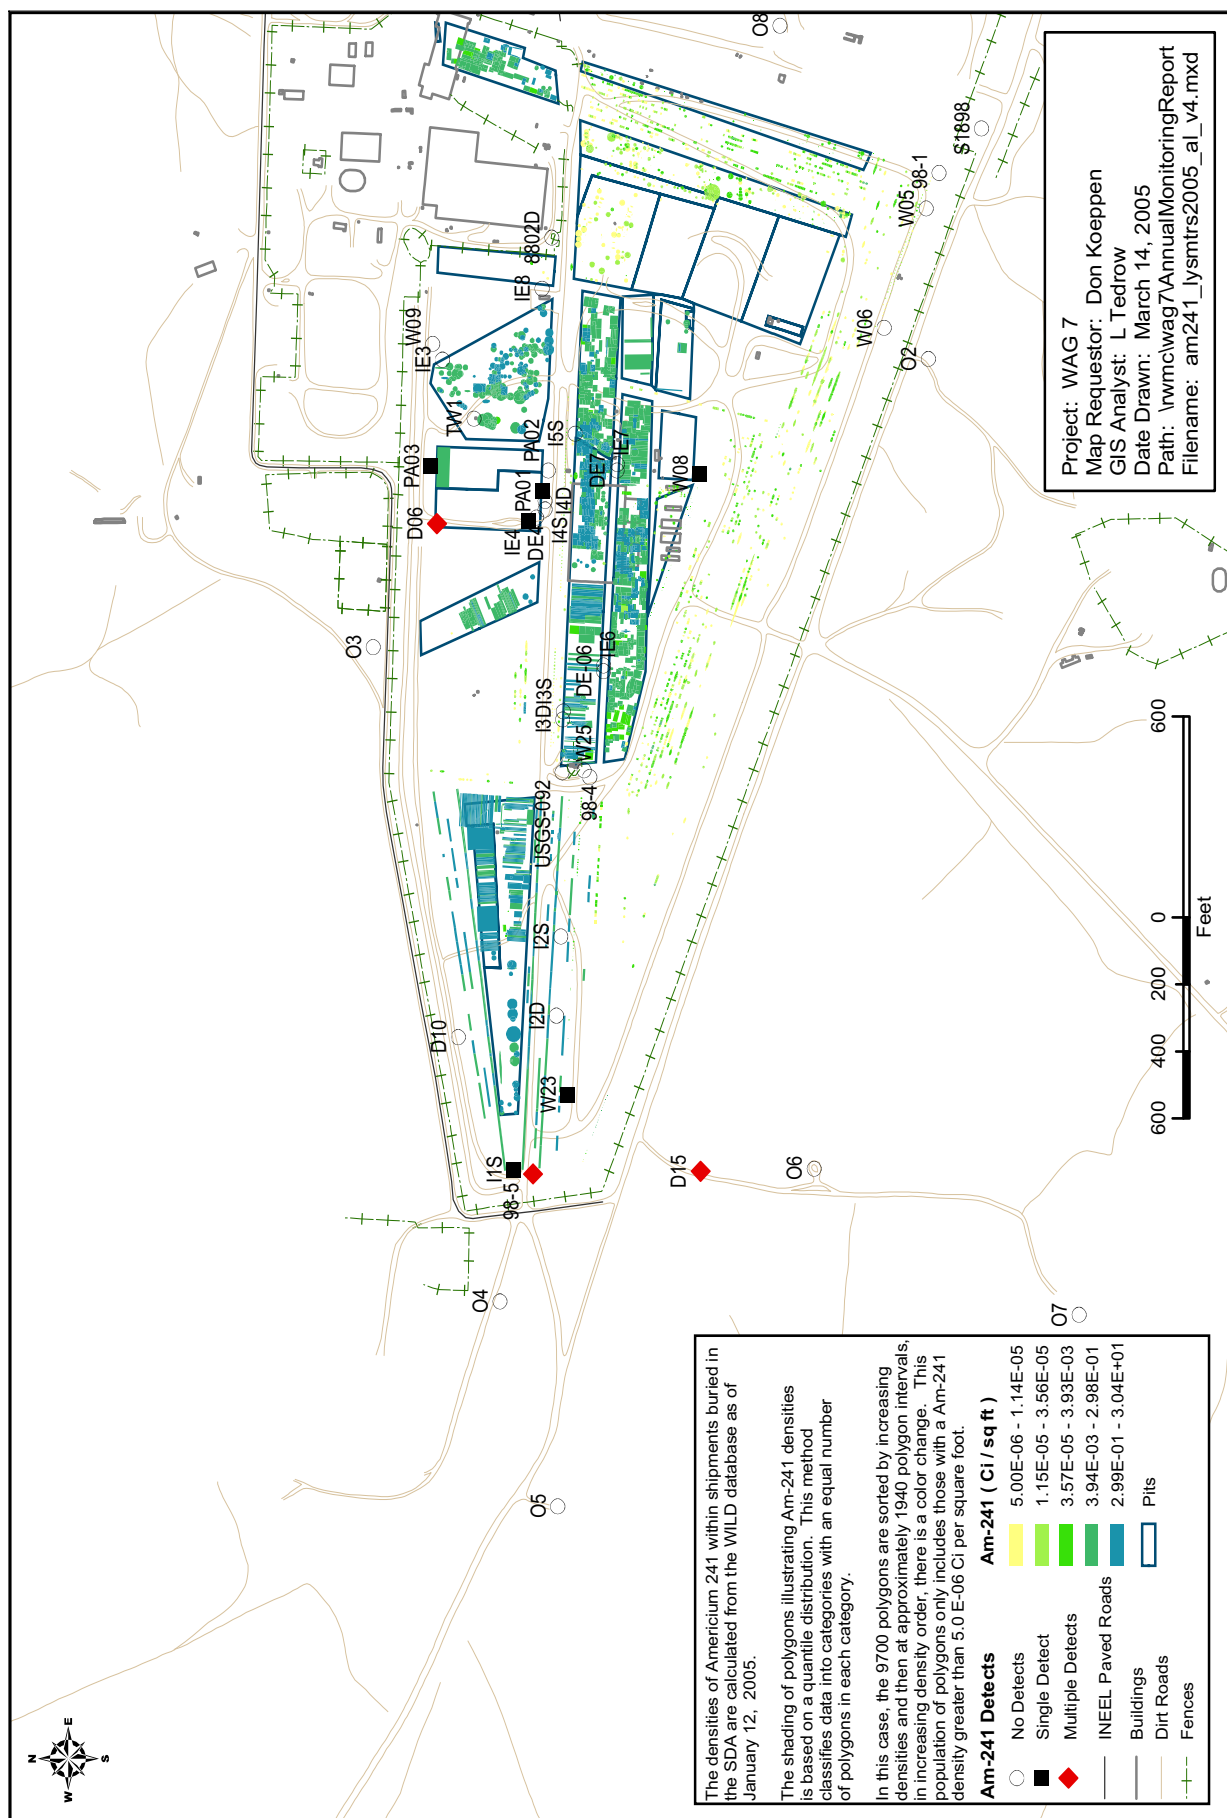 N
W
E
S
O8
S1898
98-1
W05
W06
O2
8802D
IE8
W09
IE3
TW1
PA03
D06
PA02
I5S
PA01
I4D
I4S
IE4
DE4
DE7
IE7
W08
O3
IE6
DE-06
I3S
I3D
W25
98-4
USGS-092
I2S
I2D
D10
W23
I1S
98-5
D15
O6
O4
O5
O7
The densities of Americium 241 within shipments buried in
the SDA are calculated from the WILD database as of
January 12, 2005.
The shading of polygons illustrating Am-241 densities
is based on a quantile distribution. This method
classifies data into categories with an equal number
of polygons in each category.
In this case, the 9700 polygons are sorted by increasing
densities and then at approximately 1940 polygon intervals,
in increasing density order, there is a color change. This
population of polygons only includes those with a Am-241
density greater than 5.0 E-06 Ci per square foot.
Am-241 Detects
No Detects
Single Detect
Multiple Detects
INEEL Paved Roads
Buildings
Dirt Roads
Fences
Am-241 ( Ci / sq ft )
5.00E-06 - 1.14E-05
1.15E-05 - 3.56E-05
3.57E-05 - 3.93E-03
3.94E-03 - 2.98E-01
2.99E-01 - 3.04E+01
Pits
600 400 200 0 600
Feet
Project: WAG 7
Map Requestor: Don Koeppen
GIS Analyst: L Tedrow
Date Drawn: March 14, 2005
Path: \rwmc\wag7\AnnualMonitoringReport
Filename: am241_lysmtrs2005_al_v4.mxd